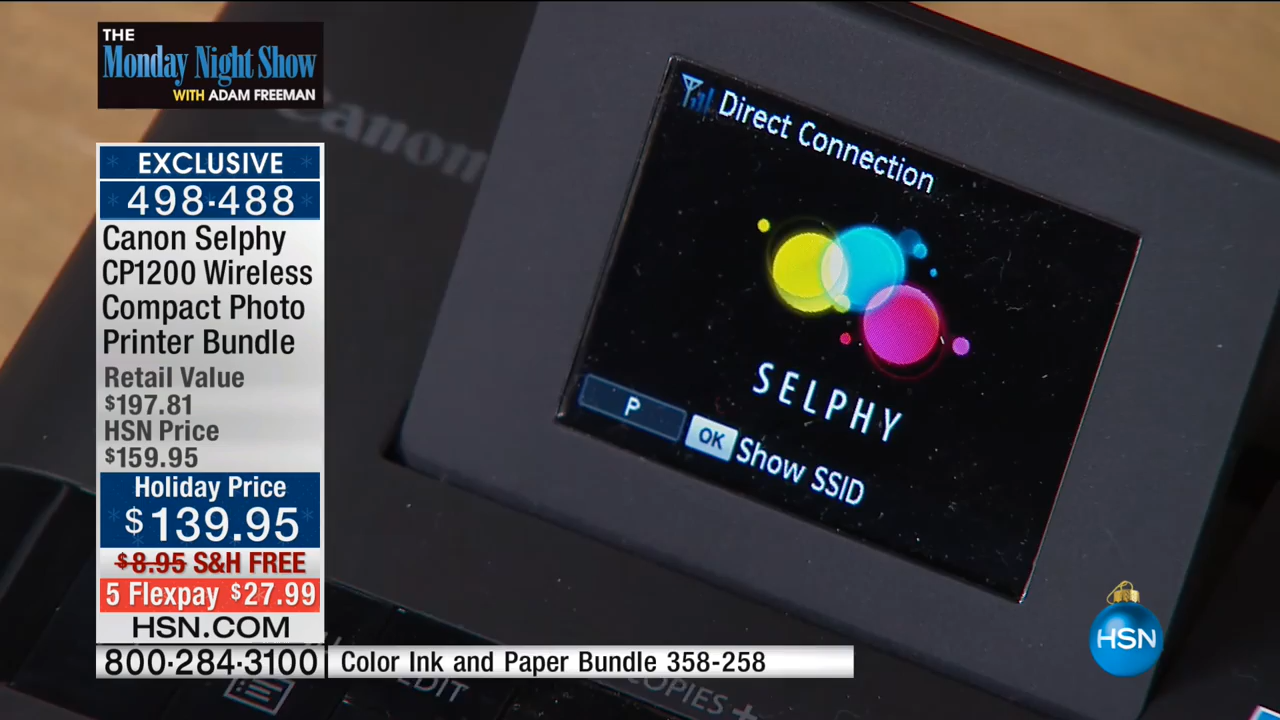 THE
Monday Night Show
WITH ADAM FREEMAN
EXCLUSIVE
498-488
Canon Selphy
CP1200 Wireless
Compact Photo
Printer Bundle
Retail Value
$197.81
HSN Price
$159.95
Holiday Price
$139.95
$8.95 S&H FREE
5 Flexpay $27.99
HSN.COM
800-284-3100
Color Ink and Paper Bundle 358-258
Canon
Direct Connection
SELPHY
P
OK Show SSID
EDIT
COPIES +
HSN